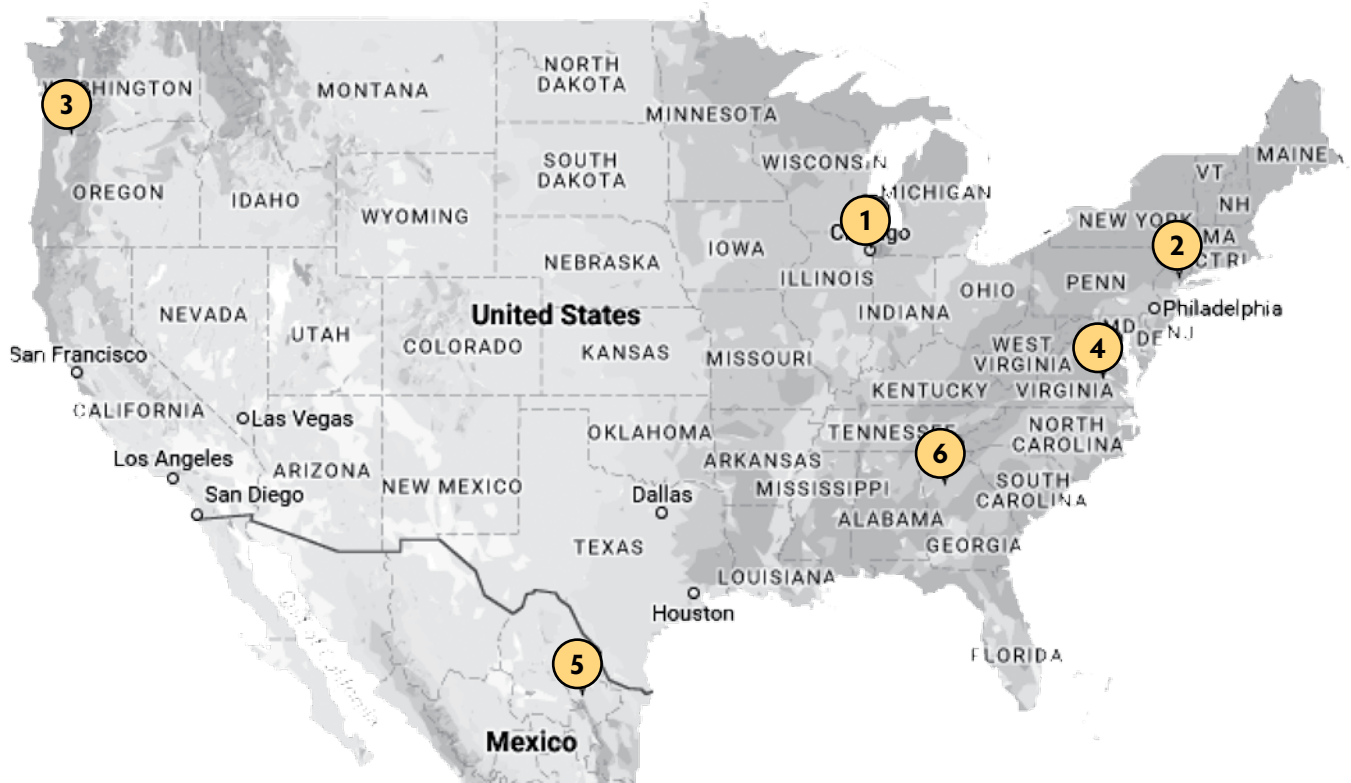 NORTH
DAKOTA
WASHINGTON
3
MONTANA
MINNESOTA
MAINE
WISCONSIN
VT
SOUTH
DAKOTA
OREGON
IDAHO
MICHIGAN
NH
WYOMING
1
NEW YORK
Chicago
MA
2
IOWA
CT RI
NEBRASKA
ILLINOIS
PENN
OHIO
NEVADA
United States
INDIANA
Philadelphia
UTAH
COLORADO
KANSAS
MISSOURI
MD
DE
NJ
WEST
VIRGINIA
4
San Francisco
KENTUCKY
VIRGINIA
CALIFORNIA
Las Vegas
OKLAHOMA
TENNESSEE
NORTH
CAROLINA
Los Angeles
ARIZONA
ARKANSAS
6
NEW MEXICO
MISSISSIPPI
SOUTH
CAROLINA
San Diego
Dallas
ALABAMA
TEXAS
GEORGIA
LOUISIANA
Houston
FLORIDA
5
Mexico